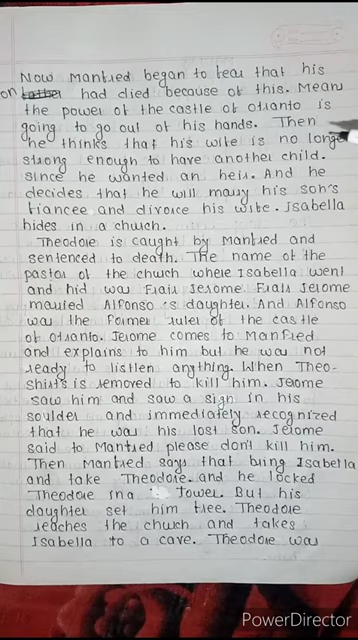 Now Manfried began to fear that his
on father had died because of this. Mean
the power of the castle of otranto is
going to go out of his hands. Then
he thinks that his wife is no longer
strong enough to have another child.
since he wanted an heir. And he
decides that he will marry his son's
fiancee and divorce his wife. Isabella
hides in a church.
Theodore is caught by Manfried and
sentenced to death. The name of the
pastor of the church where Isabella went
and hid was Fraiu Jerome. Frais Jerome
married Alfonso's daughter. And Alfonso
was the former ruler of the castle
of otranto. Jerome comes to Manfried
and explains to him but he was not
ready to listlen anything. When Theo-
shirt's is removed to kill him. Jerome
saw him and saw a sign in his
soulder and immediately recognized
that he was his lost son. Jerome
said to Manfried please don't kill him.
Then Manfried says that bring Isabella
and take Theodore. and he locked
Theodore in a tower. But his
daughter set him free. Theodore
reaches the church and takes
Isabella to a cave. Theodore was
PowerDirector